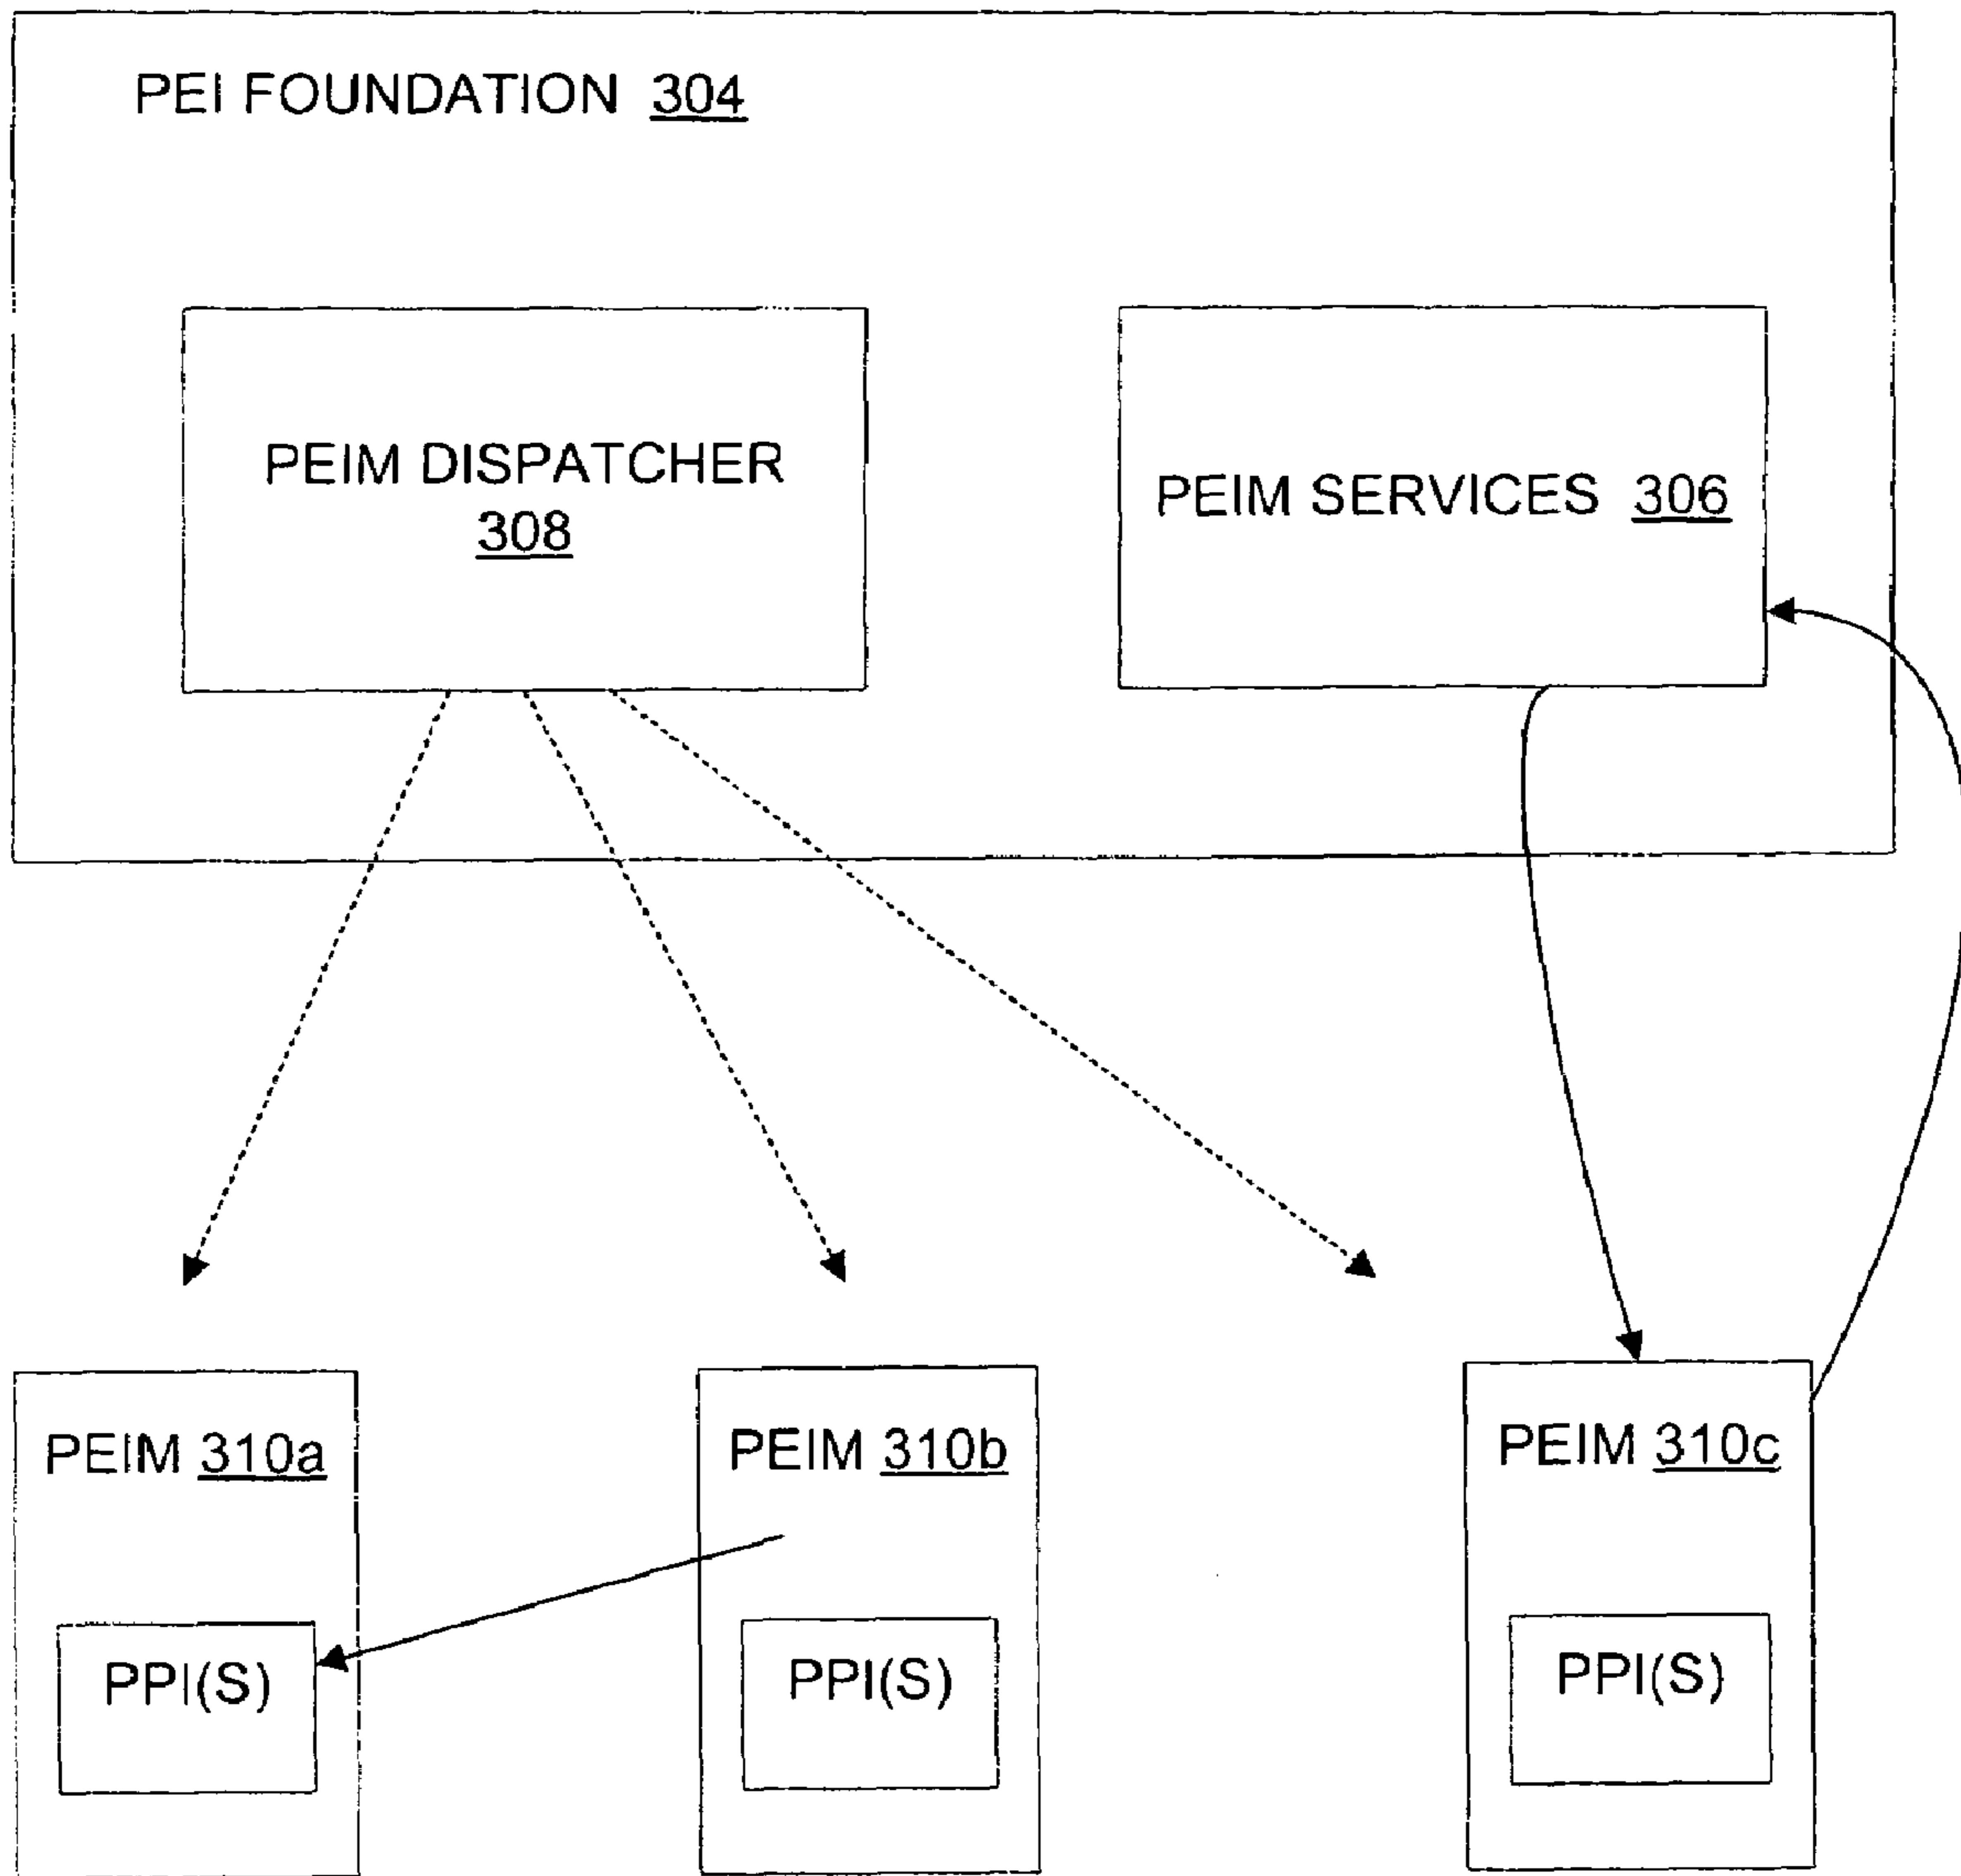 PEI FOUNDATION 304
PEIM DISPATCHER
308
PEIM SERVICES 306
PEIM 310a
PEIM 310b
PEIM 310c
PPI(S)
PPI(S)
PPI(S)